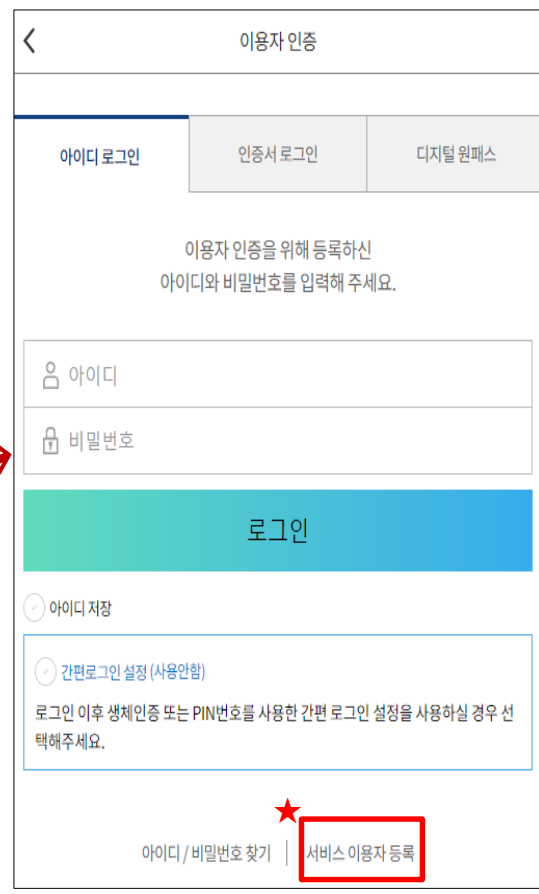 이용자 인증
아이디 로그인
인증서 로그인
디지털 원패스
이용자 인증을 위해 등록하신
아이디와 비밀번호를 입력해 주세요.
아이디
비밀번호
로그인
아이디 저장
간편로그인 설정 (사용안함)
로그인 이후 생체인증 또는 PIN번호를 사용한 간편 로그인 설정을 사용하실 경우 선
택해주세요.
아이디 / 비밀번호 찾기 | 서비스 이용자 등록